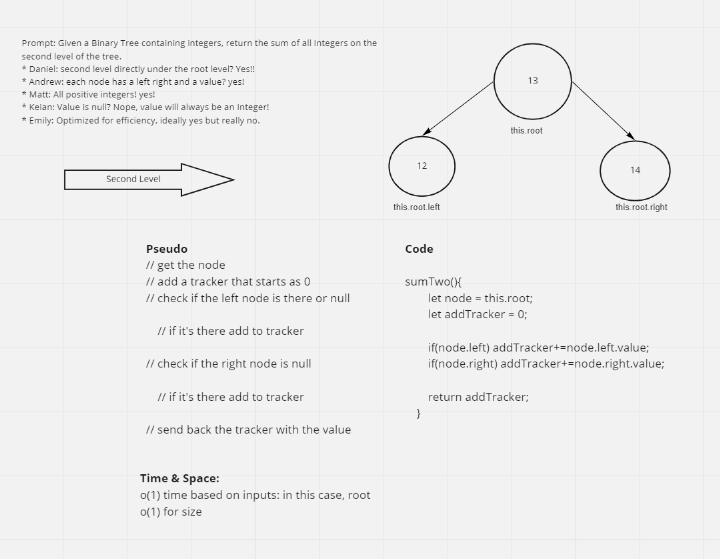 Prompt: Given a Binary Tree containing Integers, return the sum of all Integers on the
second level of the tree.
* Daniel: second level directly under the root level? Yes!!
* Andrew: each node has a left right and a value? yes!
* Matt: All positive integers! yes!
* Keian: Value is null? Nope, value will always be an Integer!
* Emily: Optimized for efficiency, ideally yes but really no.
13
this.root
Second Level
12
this.root.left
14
this.root.right
Pseudo
// get the node
// add a tracker that starts as 0
// check if the left node is there or null
// if it's there add to tracker
// check if the right node is null
// if it's there add to tracker
// send back the tracker with the value
Code
sumTwo(){
let node = this.root;
let addTracker = 0;
if(node.left) addTracker+=node.left.value;
if(node.right) addTracker+=node.right.value;
return addTracker;
}
Time & Space:
o(1) time based on inputs: in this case, root
o(1) for size